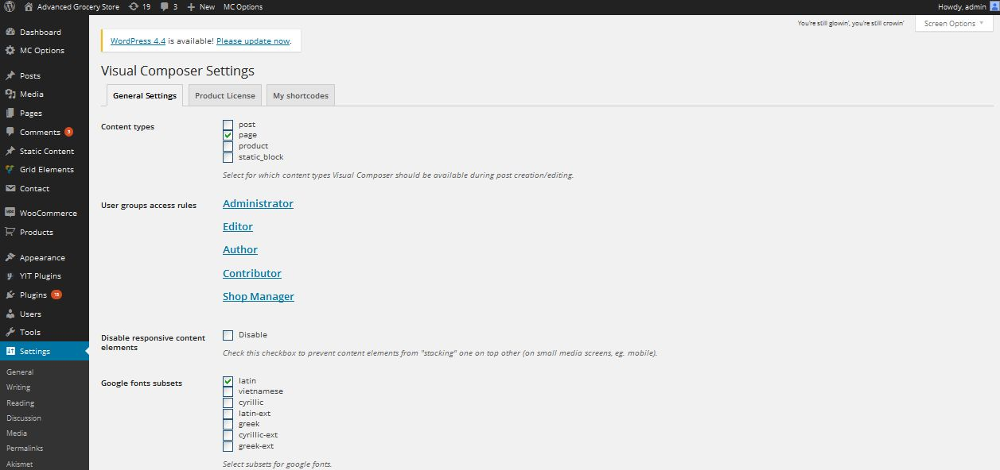 Advanced Grocery Store 19 3 New MC Options Howdy, admin
You're still glowin', you're still crowin' Screen Options
Dashboard
MC Options
Posts
Media
Pages
Comments 3
Static Content
Grid Elements
Contact
WooCommerce
Products
Appearance
YIT Plugins
Plugins 15
Users
Tools
Settings
General
Writing
Reading
Discussion
Media
Permalinks
Akismet
WordPress 4.4 is available! Please update now.
Visual Composer Settings
General Settings Product License My shortcodes
Content types
post
page
product
static_block
Select for which content types Visual Composer should be available during post creation/editing.
User groups access rules
Administrator
Editor
Author
Contributor
Shop Manager
Disable responsive content
elements
Disable
Check this checkbox to prevent content elements from "stacking" one on top other (on small media screens, eg. mobile).
Google fonts subsets
latin
vietnamese
cyrillic
latin-ext
greek
cyrillic-ext
greek-ext
Select subsets for google fonts.